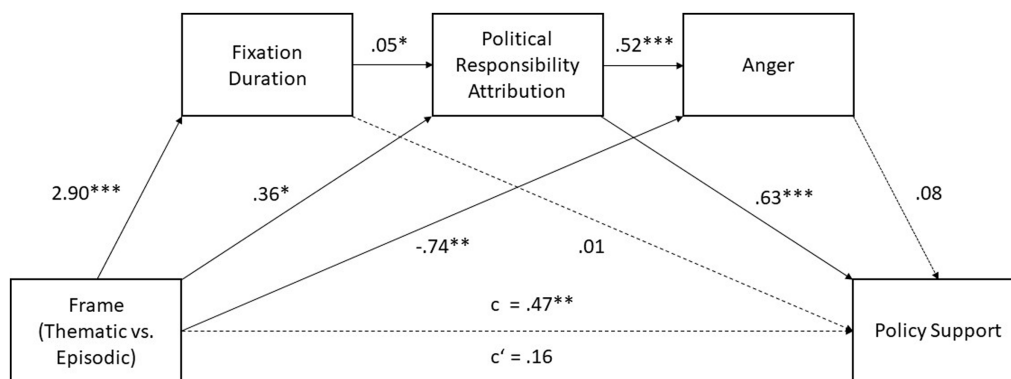 Fixation
Duration
.05*
Political
Responsibility
Attribution
.52***
Anger
2.90***
.36*
-.74**
.01
.63***
.08
Frame
(Thematic vs.
Episodic)
c = .47**
c‘ = .16
Policy Support